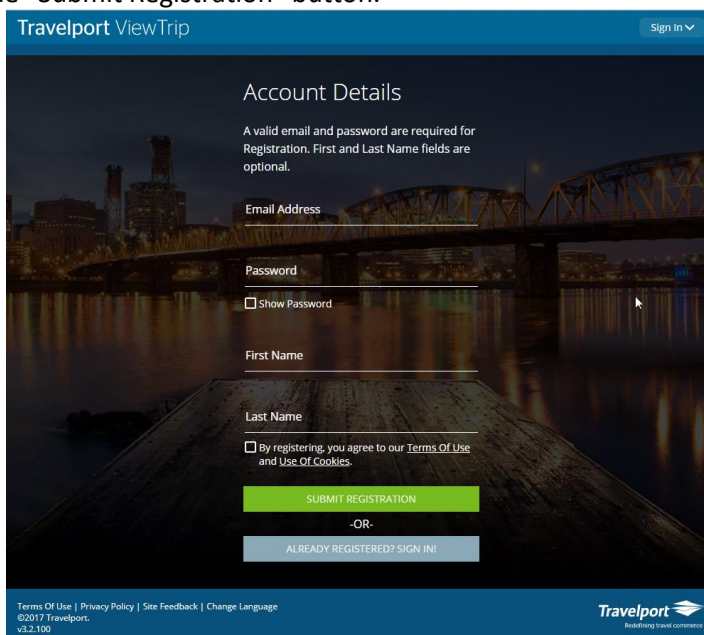 "Submit Registration" button.
Travelport ViewTrip
Sign In
Account Details
A valid email and password are required for
Registration. First and Last Name fields are
optional.
Email Address
Password
Show Password
First Name
Last Name
By registering, you agree to our Terms Of Use
and Use Of Cookies.
SUBMIT REGISTRATION
-OR-
ALREADY REGISTERED? SIGN IN!
Terms Of Use | Privacy Policy | Site Feedback | Change Language
©2017 Travelport.
v3.2.100
Travelport
Redefining travel commerce